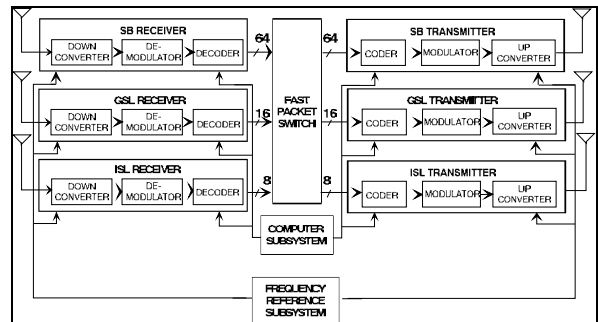 SB RECEIVER
DOWN
CONVERTER
DE-
MODULATOR
DECODER
64
GSL RECEIVER
DOWN
CONVERTER
DE-
MODULATOR
DECODER
16
ISL RECEIVER
DOWN
CONVERTER
DE-
MODULATOR
DECODER
8
FAST
PACKET
SWITCH
64
SB TRANSMITTER
CODER
MODULATOR
UP
CONVERTER
16
GSL TRANSMITTER
CODER
MODULATOR
UP
CONVERTER
8
ISL TRANSMITTER
CODER
MODULATOR
UP
CONVERTER
COMPUTER
SUBSYSTEM
FREQUENCY
REFERENCE
SUBSYSTEM